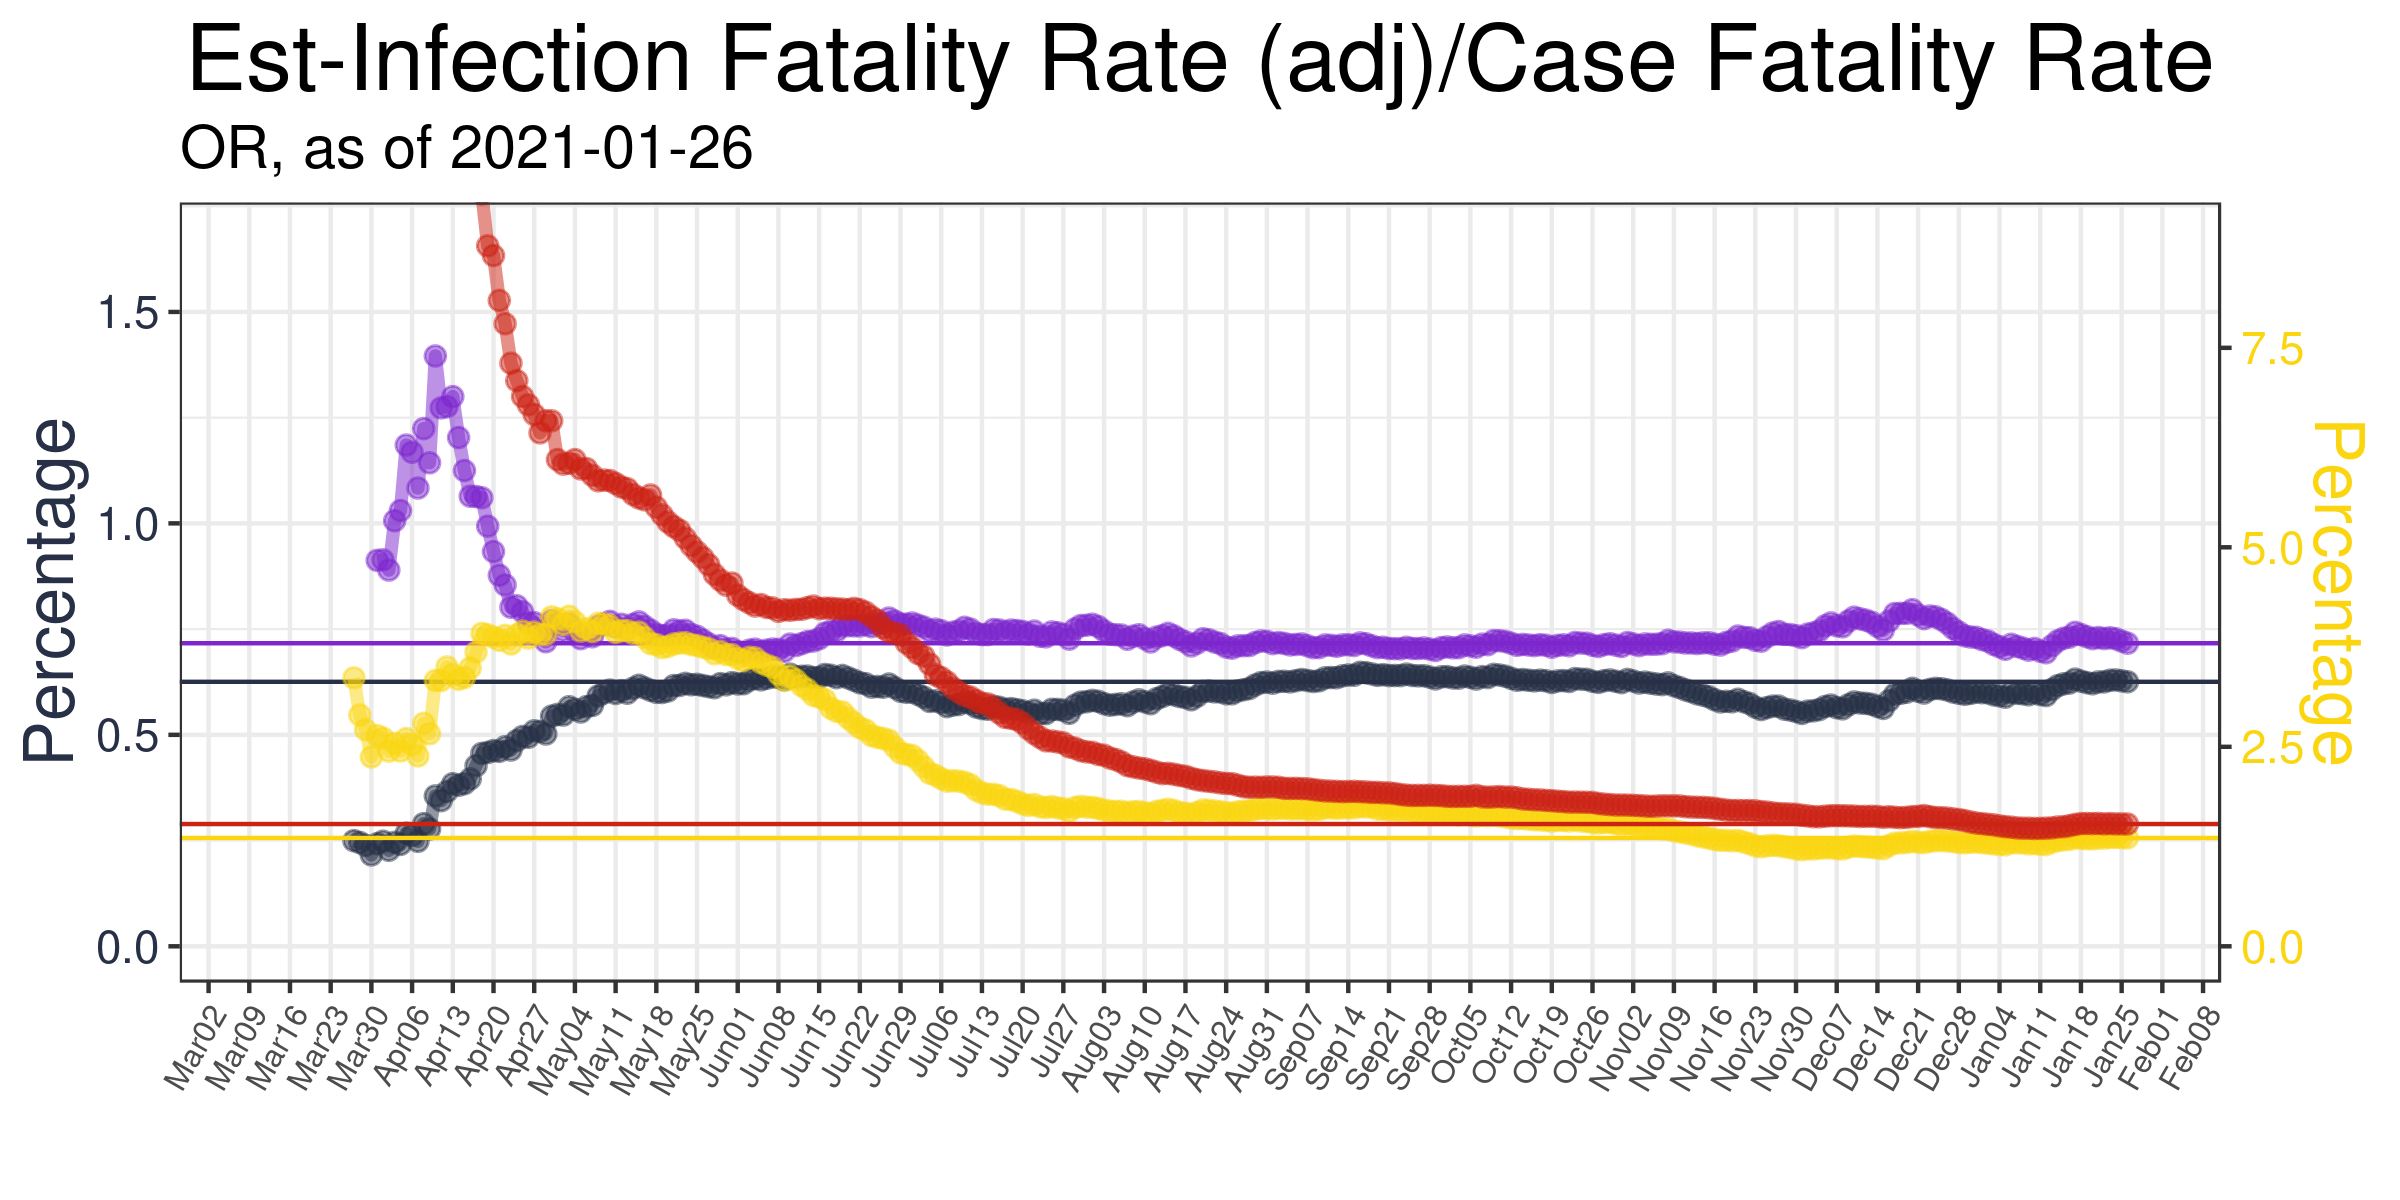 Est-Infection Fatality Rate (adj)/Case Fatality Rate
OR, as of 2021-01-26
Percentage
1.5
1.0
0.5
0.0
7.5
5.0
2.5
0.0
Percentage
Mar02
Mar09
Mar16
Mar23
Mar30
Apr06
Apr13
Apr20
Apr27
May04
May11
May18
May25
Jun01
Jun08
Jun15
Jun22
Jun29
Jul06
Jul13
Jul20
Jul27
Aug03
Aug10
Aug17
Aug24
Aug31
Sep07
Sep14
Sep21
Sep28
Oct05
Oct12
Oct19
Oct26
Nov02
Nov09
Nov16
Nov23
Nov30
Dec07
Dec14
Dec21
Dec28
Jan04
Jan11
Jan18
Jan25
Feb01
Feb08